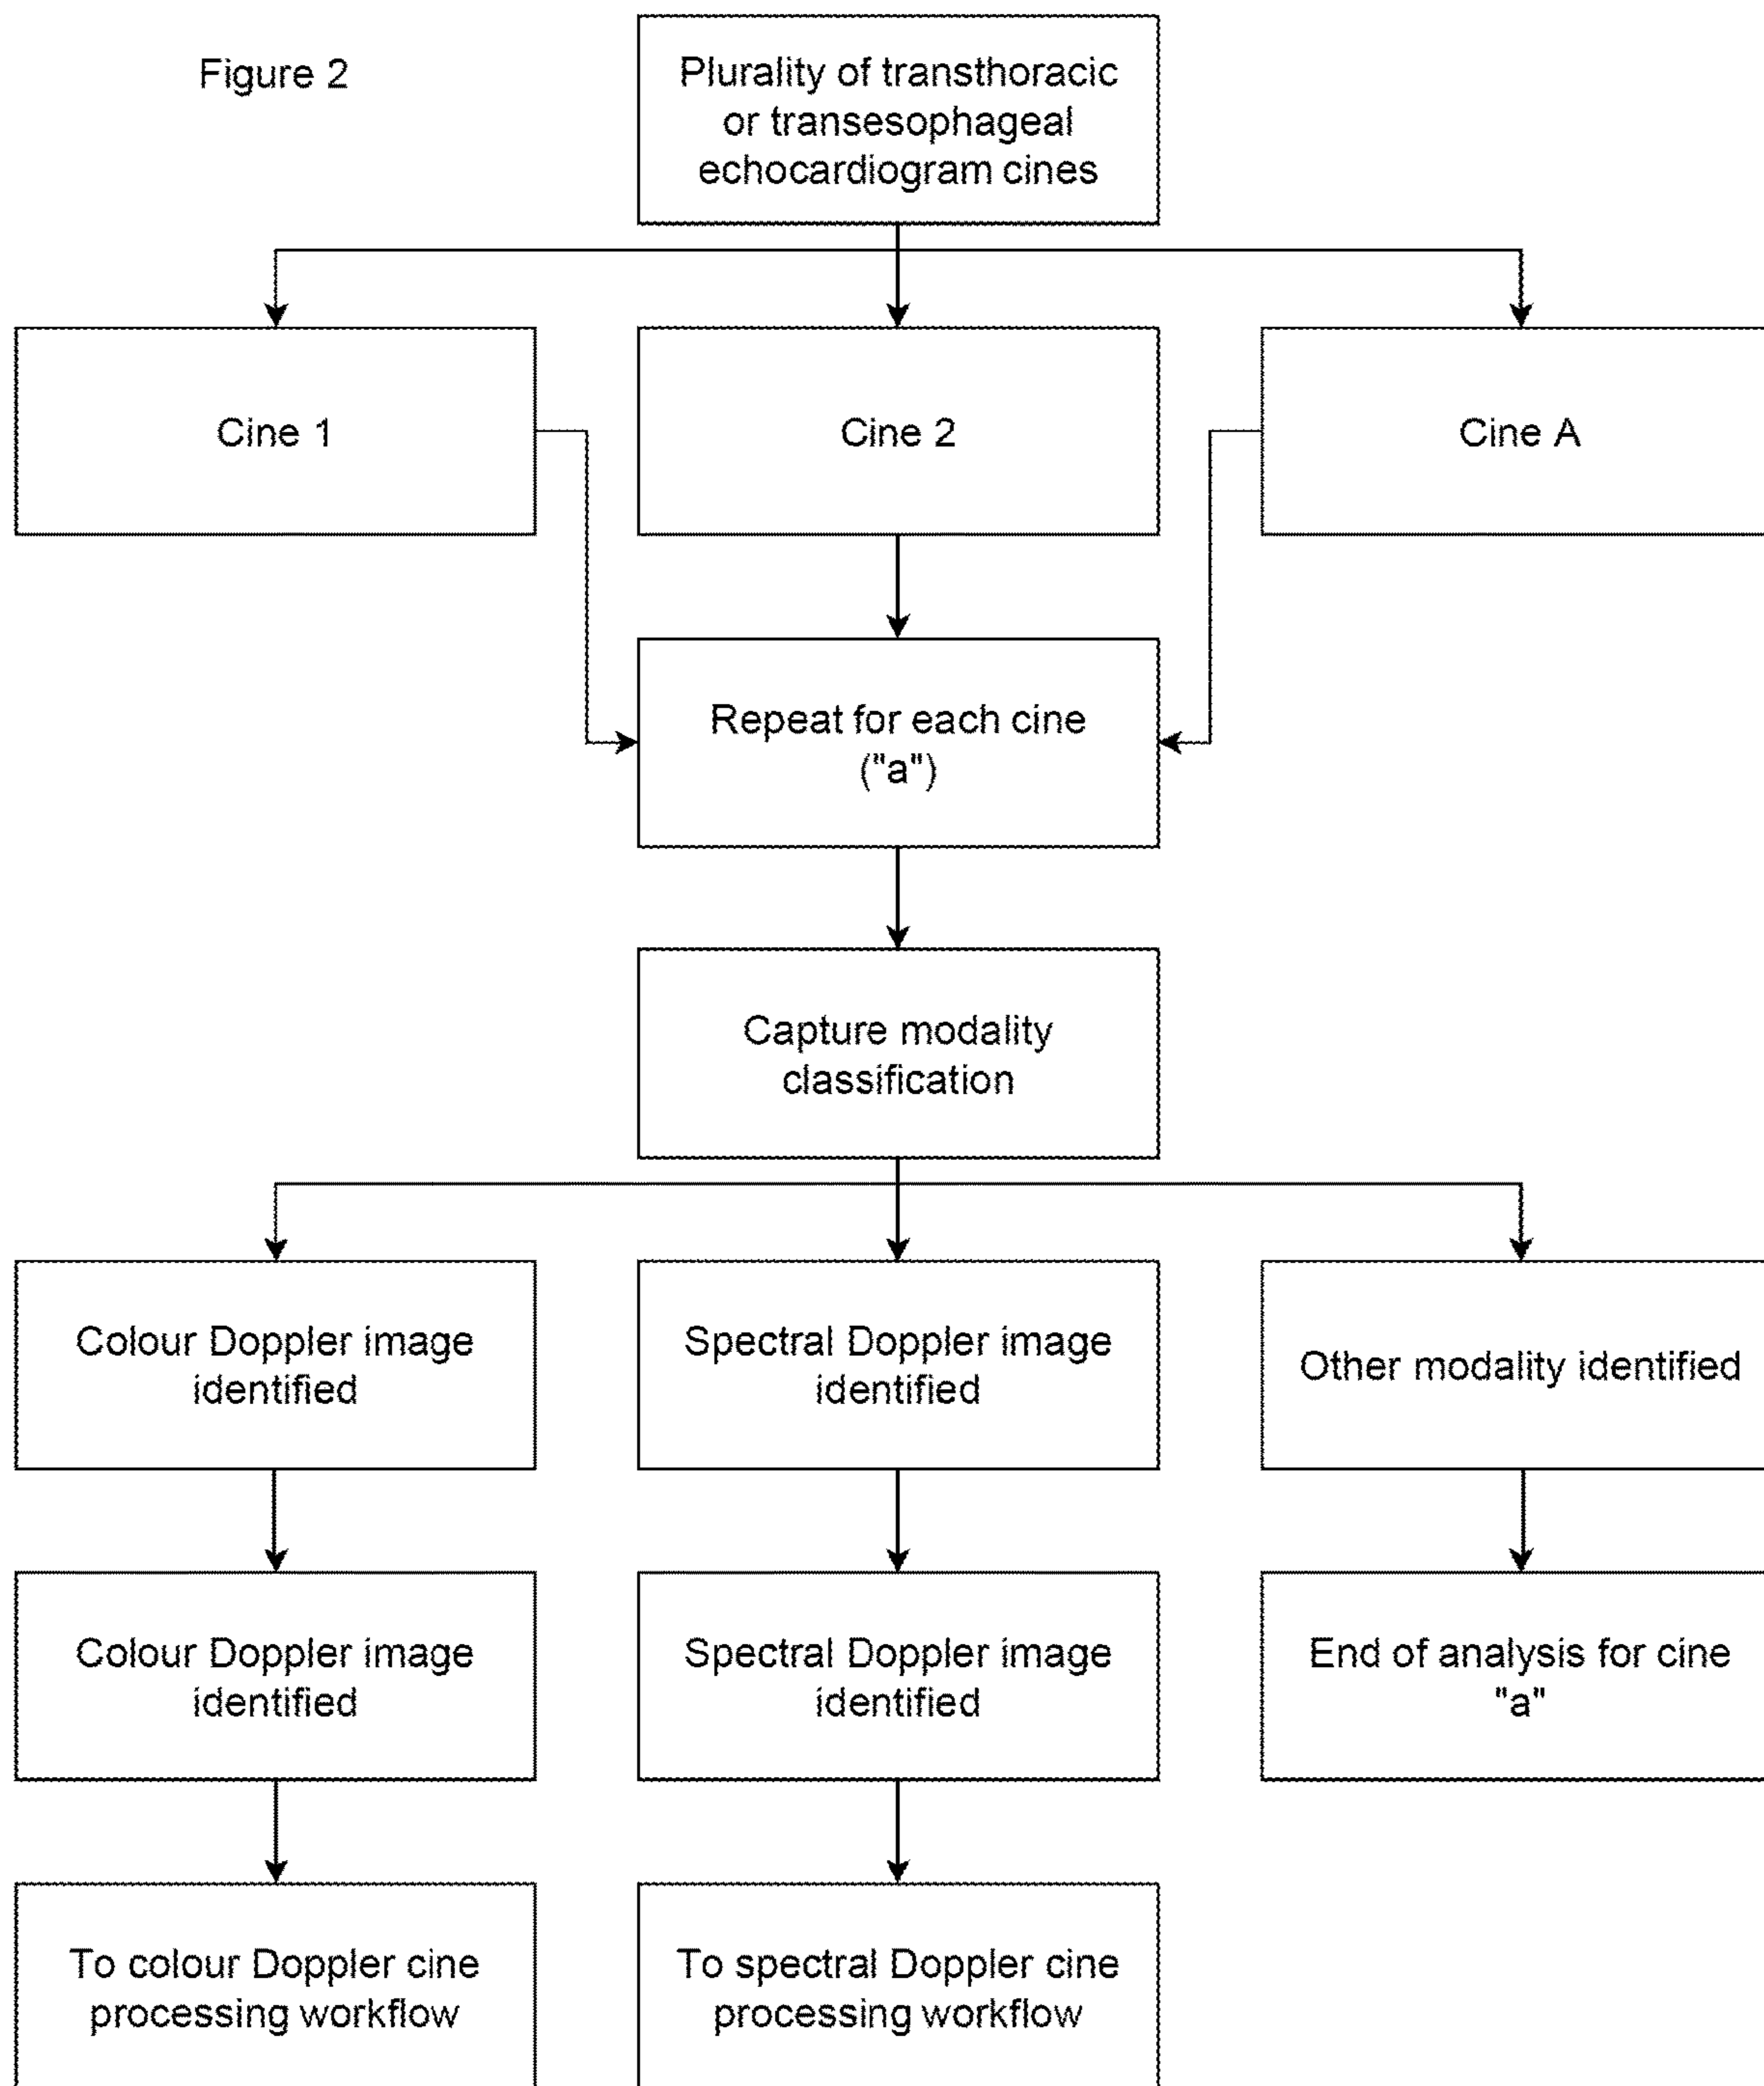 Figure 2
Plurality of transthoracic
or transesophageal
echocardiogram cines
Cine 1
Cine 2
Cine A
Repeat for each cine
("a")
Capture modality
classification
Colour Doppler image
identified
Spectral Doppler image
identified
Other modality identified
Colour Doppler image
identified
Spectral Doppler image
identified
End of analysis for cine
"a"
To colour Doppler cine
processing workflow
To spectral Doppler cine
processing workflow